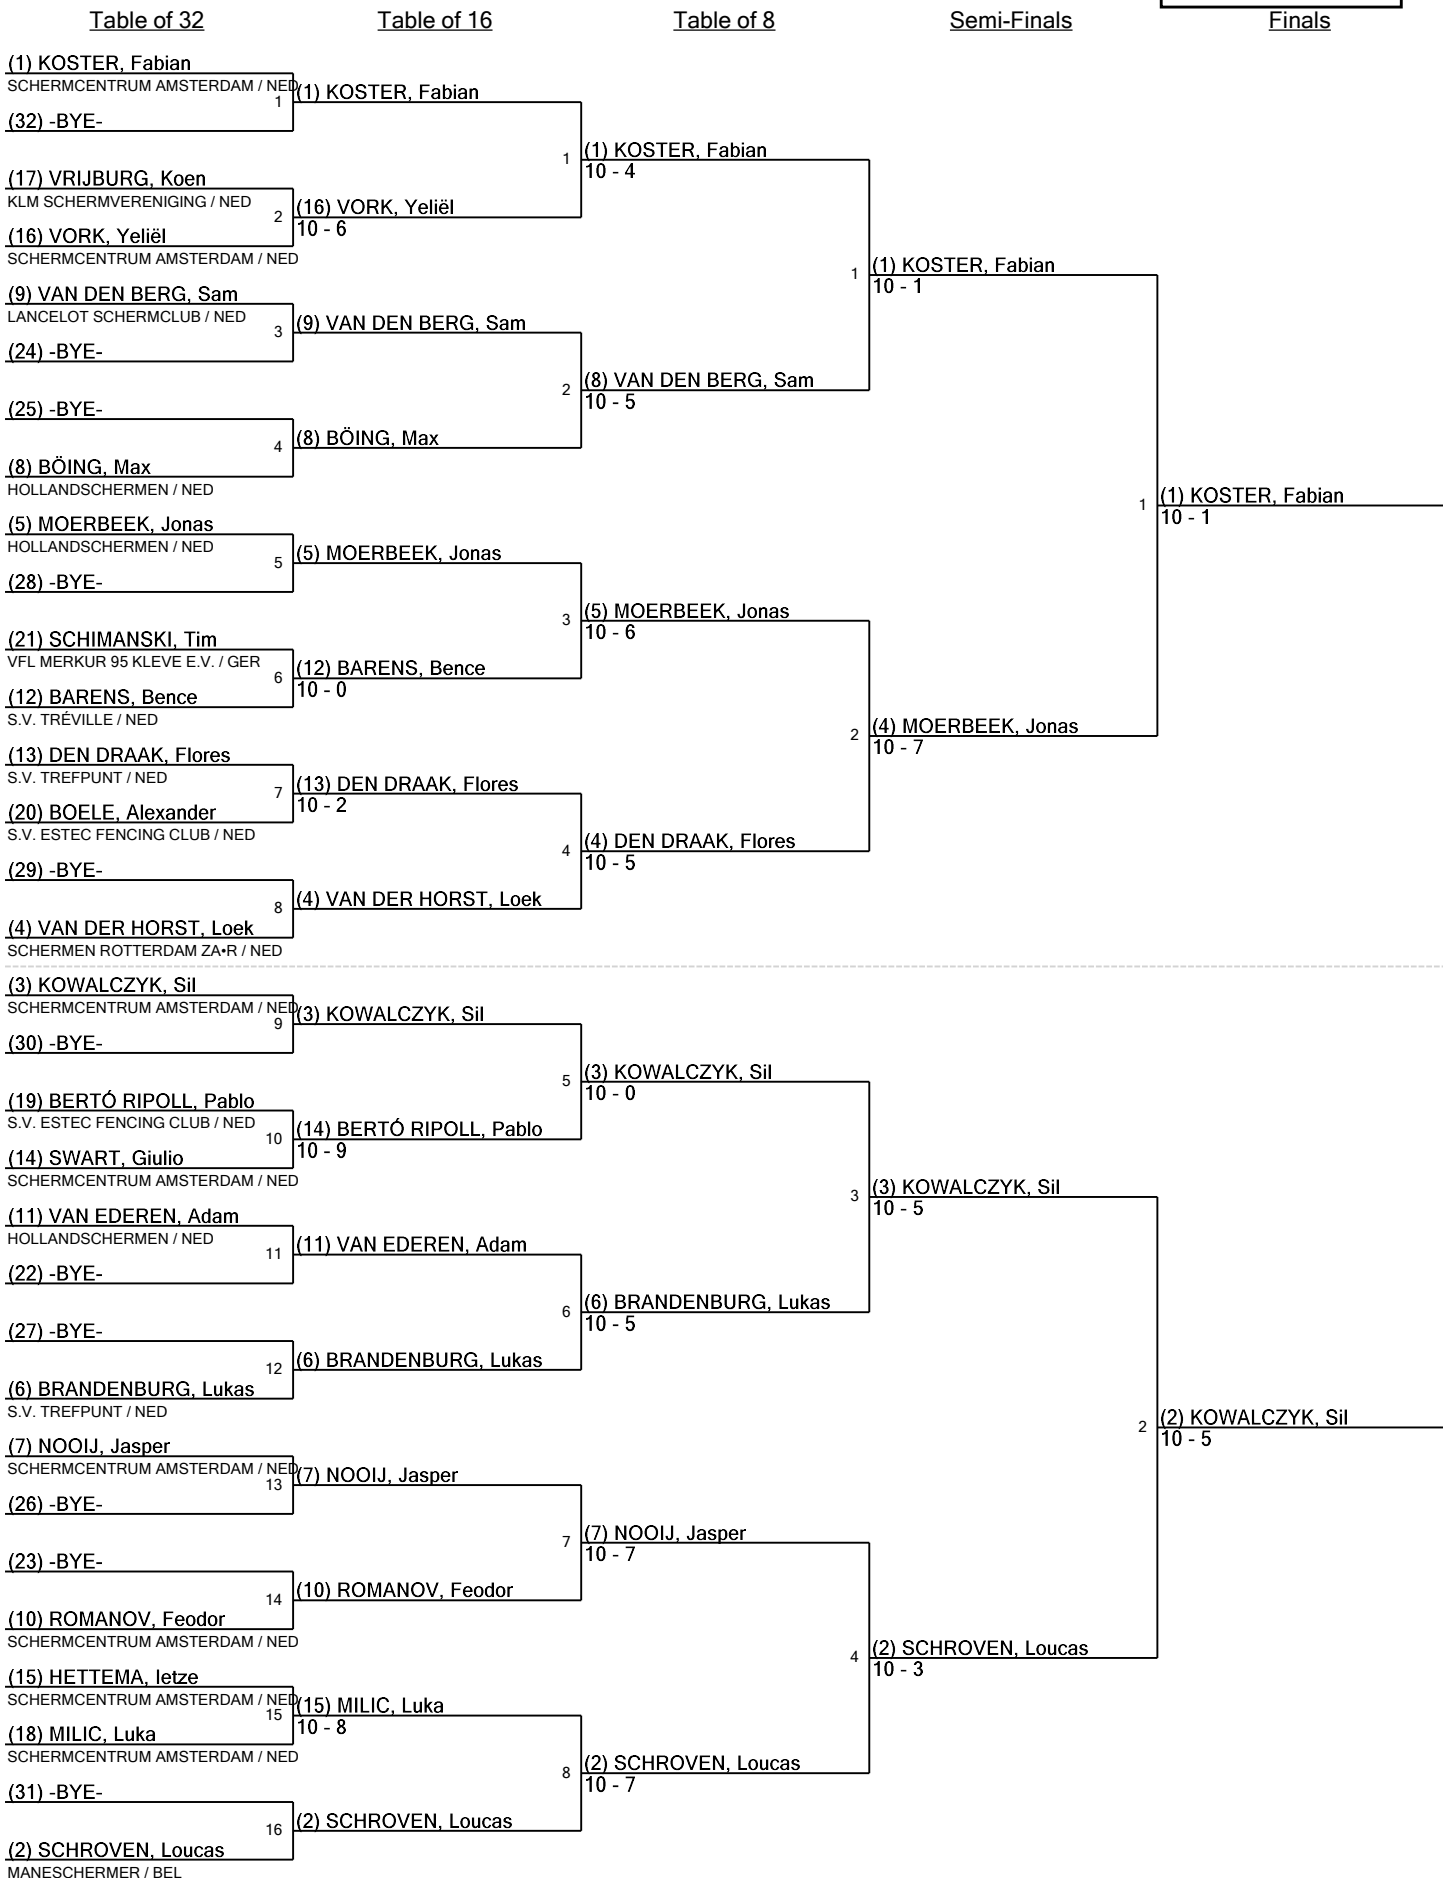 Table of 32
Table of 16
Table of 8
Semi-Finals
Finals
(1) KOSTER, Fabian
SCHERMCENTRUM AMSTERDAM / NED
1
(32) -BYE-
(17) VRIJBURG, Koen
KLM SCHERMVERENIGING / NED
2
(16) VORK, Yeliël
SCHERMCENTRUM AMSTERDAM / NED
(9) VAN DEN BERG, Sam
LANCELOT SCHERMCLUB / NED
3
(24) -BYE-
(25) -BYE-
4
(8) BÖING, Max
HOLLANDSCHERMEN / NED
(5) MOERBEEK, Jonas
HOLLANDSCHERMEN / NED
5
(28) -BYE-
(21) SCHIMANSKI, Tim
VFL MERKUR 95 KLEVE E.V. / GER
6
(12) BARENS, Bence
S.V. TRÉVILLE / NED
(13) DEN DRAAK, Flores
S.V. TREFPUNT / NED
7
(20) BOELE, Alexander
S.V. ESTEC FENCING CLUB / NED
(29) -BYE-
8
(4) VAN DER HORST, Loek
SCHERMEN ROTTERDAM ZA•R / NED
(3) KOWALCZYK, Sil
SCHERMCENTRUM AMSTERDAM / NED
9
(30) -BYE-
(19) BERTÓ RIPOLL, Pablo
S.V. ESTEC FENCING CLUB / NED
10
(14) SWART, Giulio
SCHERMCENTRUM AMSTERDAM / NED
(11) VAN EDEREN, Adam
HOLLANDSCHERMEN / NED
11
(22) -BYE-
(27) -BYE-
12
(6) BRANDENBURG, Lukas
S.V. TREFPUNT / NED
(7) NOOIJ, Jasper
SCHERMCENTRUM AMSTERDAM / NED
13
(26) -BYE-
(23) -BYE-
14
(10) ROMANOV, Feodor
SCHERMCENTRUM AMSTERDAM / NED
(15) HETTEMA, Ietze
SCHERMCENTRUM AMSTERDAM / NED
15
(18) MILIC, Luka
SCHERMCENTRUM AMSTERDAM / NED
(31) -BYE-
16
(2) SCHROVEN, Loucas
MANESCHERMER / BEL
(1) KOSTER, Fabian
1
(16) VORK, Yeliël
10 - 6
(9) VAN DEN BERG, Sam
2
(8) BÖING, Max
(5) MOERBEEK, Jonas
3
(12) BARENS, Bence
10 - 0
(13) DEN DRAAK, Flores
10 - 2
4
(4) VAN DER HORST, Loek
(3) KOWALCZYK, Sil
5
(14) BERTÓ RIPOLL, Pablo
10 - 9
(11) VAN EDEREN, Adam
6
(6) BRANDENBURG, Lukas
(7) NOOIJ, Jasper
7
(10) ROMANOV, Feodor
(15) MILIC, Luka
10 - 8
8
(2) SCHROVEN, Loucas
(1) KOSTER, Fabian
10 - 4
1
(8) VAN DEN BERG, Sam
10 - 5
(5) MOERBEEK, Jonas
10 - 6
2
(4) DEN DRAAK, Flores
10 - 5
(3) KOWALCZYK, Sil
10 - 0
3
(6) BRANDENBURG, Lukas
10 - 5
(7) NOOIJ, Jasper
10 - 7
4
(2) SCHROVEN, Loucas
10 - 7
(1) KOSTER, Fabian
10 - 1
1
(4) MOERBEEK, Jonas
10 - 7
(3) KOWALCZYK, Sil
10 - 5
2
(2) SCHROVEN, Loucas
10 - 3
(1) KOSTER, Fabian
10 - 1
(2) KOWALCZYK, Sil
10 - 5